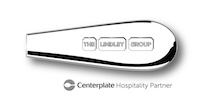 THE LINDLEY GROUP
Centerplate Hospitality Partner